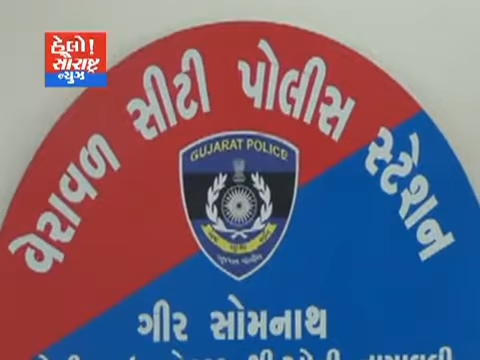 હેલો!
સૌરાષ્ટ્ર
ન્યુઝ
વેરાવળ સીટી પોલીસ સ્ટેશન
GUJARAT POLICE
ગીર સોમનાથ